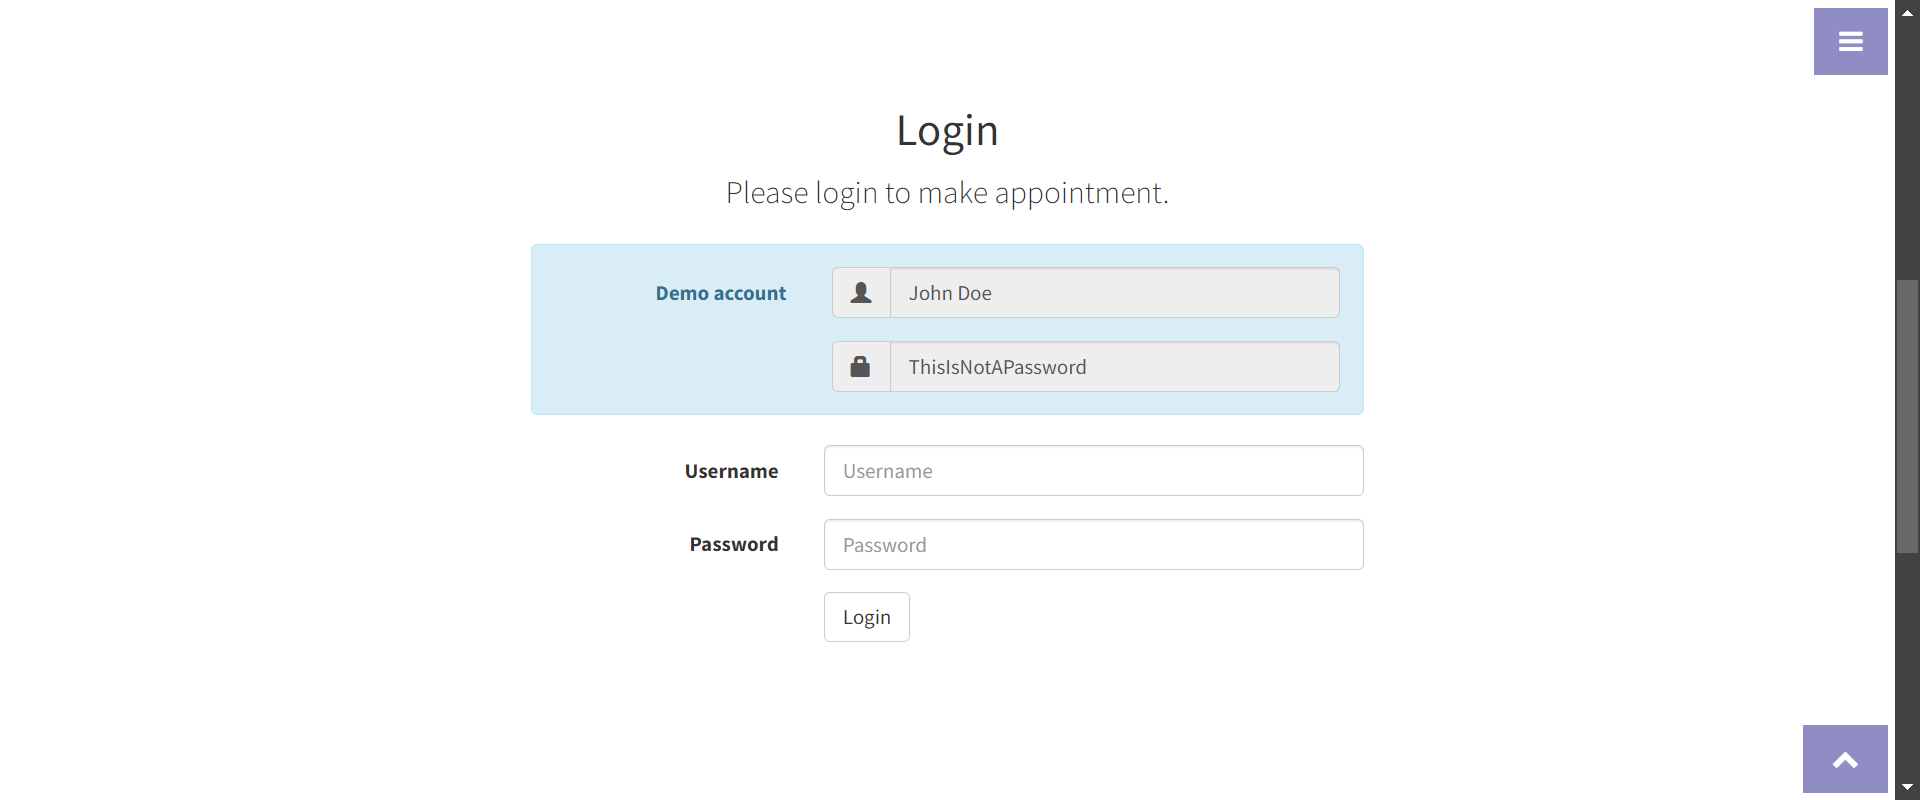 Login
Please login to make appointment.
Demo account
John Doe
ThisIsNotAPassword
Username
Username
Password
Password
Login